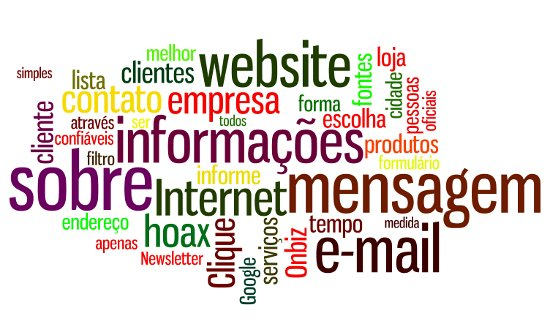 melhor
website
loja
simples
lista
clientes
fontes
cidade
pessoas
oficiais
contato
empresa
forma
cliente
através
ser
todos
escolha
confiáveis
informações
produtos
filtro
formulário
informe
sobre
Internet
mensagem
endereço
hoax
Clique
serviços
tempo
medida
apenas
Onbiz
e-mail
Newsletter
Google